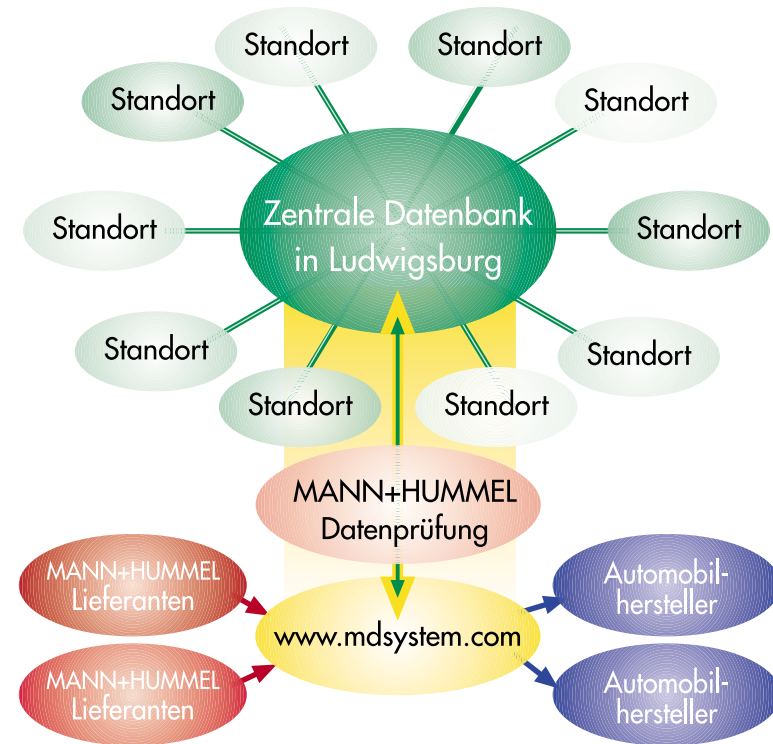 Standort
Standort
Standort
Standort
Zentrale Datenbank
in Ludwigsburg
Standort
Standort
Standort
Standort
Standort
Standort
MANN+HUMMEL
Datenprüfung
MANN+HUMMEL
Lieferanten
Automobil-
hersteller
www.mdsystem.com
MANN+HUMMEL
Lieferanten
Automobil-
hersteller